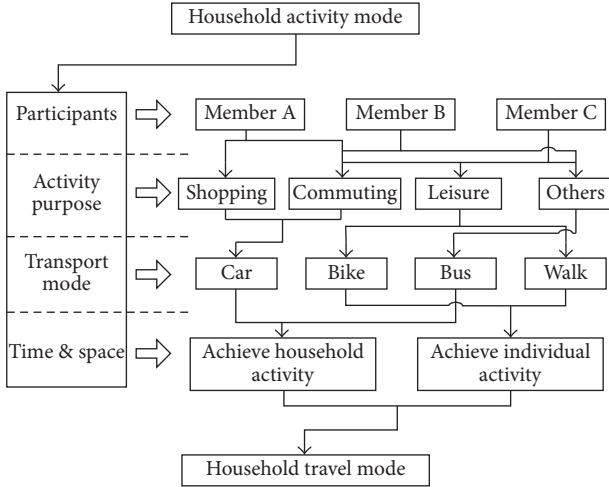 Household activity mode
Participants
Member A
Member B
Member C
Activity
purpose
Shopping
Commuting
Leisure
Others
Transport
mode
Car
Bike
Bus
Walk
Time & space
Achieve household
activity
Achieve individual
activity
Household travel mode